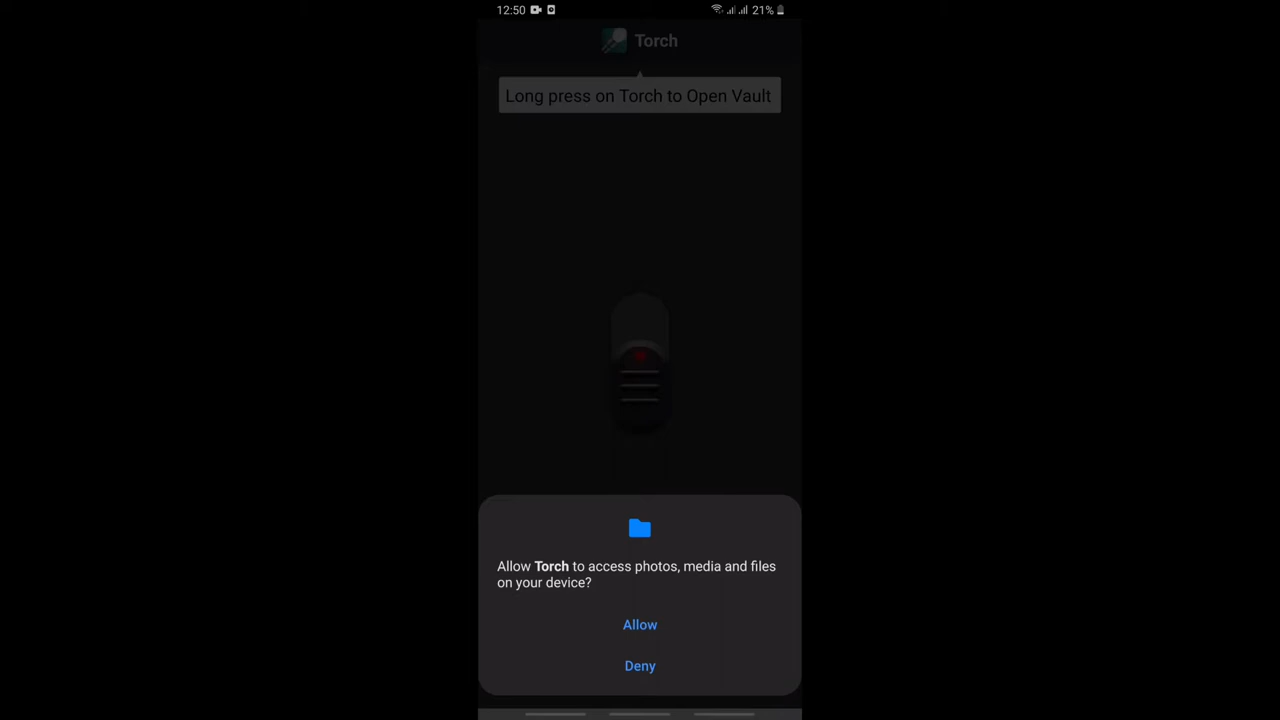 12:50 21%
Torch
Long press on Torch to Open Vault
Allow Torch to access photos, media and files
on your device?
Allow
Deny